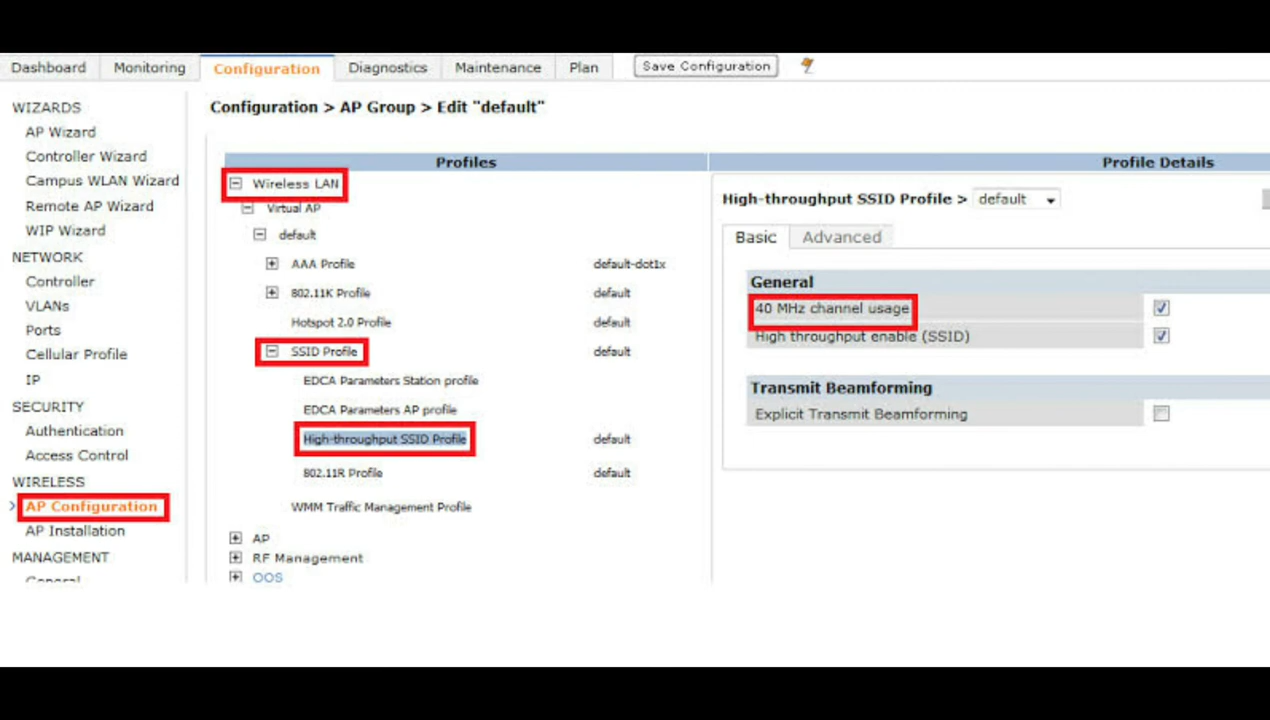 Dashboard Monitoring Configuration Diagnostics Maintenance Plan Save Configuration
Configuration > AP Group > Edit "default"
WIZARDS
AP Wizard
Controller Wizard
Campus WLAN Wizard
Remote AP Wizard
WIP Wizard
NETWORK
Controller
VLANs
Ports
Cellular Profile
IP
SECURITY
Authentication
Access Control
WIRELESS
AP Configuration
AP Installation
MANAGEMENT
General
Profiles
Wireless LAN
Virtual AP
default
AAA Profile default-dot1x
802.11K Profile default
Hotspot 2.0 Profile default
SSID Profile default
EDCA Parameters Station profile
EDCA Parameters AP profile
High-throughput SSID Profile default
802.11R Profile default
WMM Traffic Management Profile
AP
RF Management
QOS
Profile Details
High-throughput SSID Profile > default
Basic Advanced
General
40 MHz channel usage
High throughput enable (SSID)
Transmit Beamforming
Explicit Transmit Beamforming